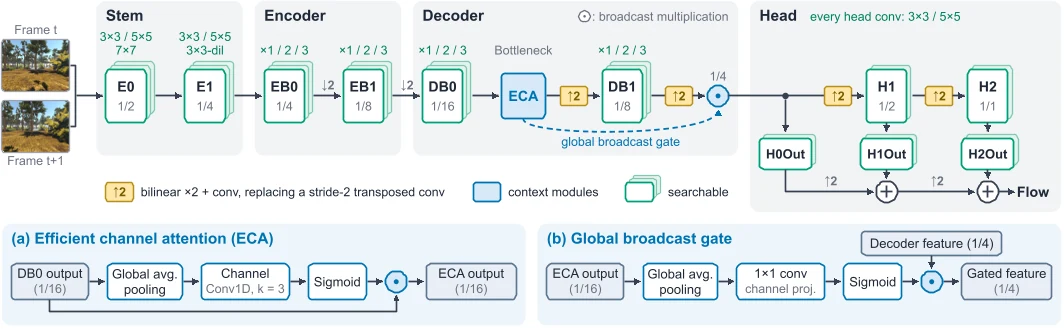 Stem
Encoder
Decoder
⊙: broadcast multiplication
Head
every head conv: 3×3 / 5×5
Frame t
Frame t+1
3×3 / 5×5
7×7
3×3 / 5×5
3×3-dil
E0
1/2
E1
1/4
×1 / 2 / 3
×1 / 2 / 3
EB0
1/4
↓2
EB1
1/8
↓2
×1 / 2 / 3
Bottleneck
×1 / 2 / 3
DB0
1/16
ECA
↑2
DB1
1/8
↑2
1/4
global broadcast gate
↑2
H1
1/2
↑2
H2
1/1
H0Out
H1Out
H2Out
↑2
↑2
Flow
↑2
bilinear ×2 + conv, replacing a stride-2 transposed conv
context modules
searchable
(a) Efficient channel attention (ECA)
DB0 output
(1/16)
Global avg.
pooling
Channel
Conv1D, k = 3
Sigmoid
ECA output
(1/16)
(b) Global broadcast gate
Decoder feature (1/4)
ECA output
(1/16)
Global avg.
pooling
1×1 conv
channel proj.
Sigmoid
Gated feature
(1/4)